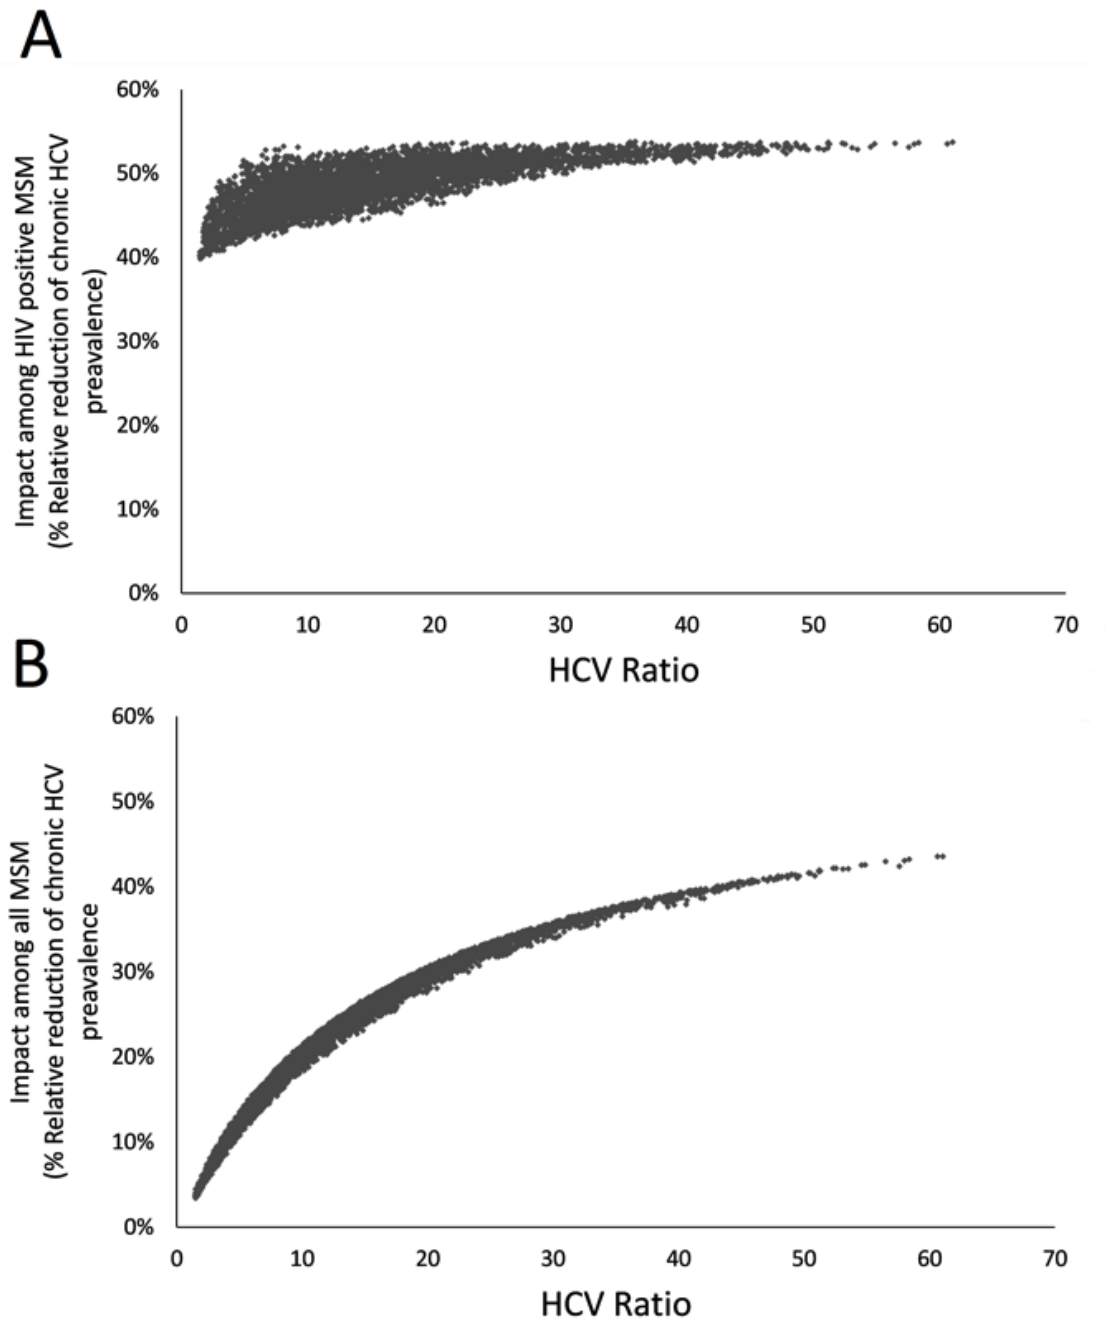 A
60%
50%
40%
30%
20%
10%
0%
Impact among HIV positive MSM
(% Relative reduction of chronic HCV
preavalence)
0 10 20 30 40 50 60 70
HCV Ratio
B
60%
50%
40%
30%
20%
10%
0%
Impact among all MSM
(% Relative reduction of chronic HCV
preavalence
0 10 20 30 40 50 60 70
HCV Ratio